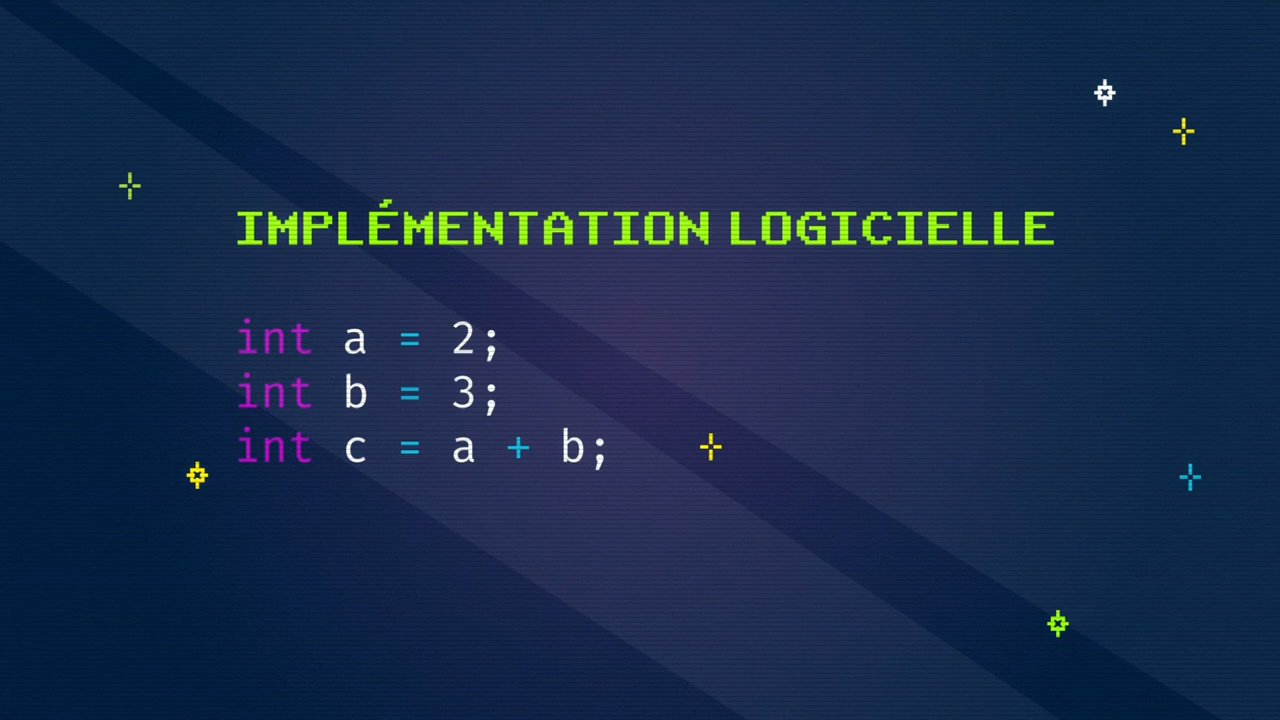 IMPLÉMENTATION LOGICIELLE
int a = 2;
int b = 3;
int c = a + b;